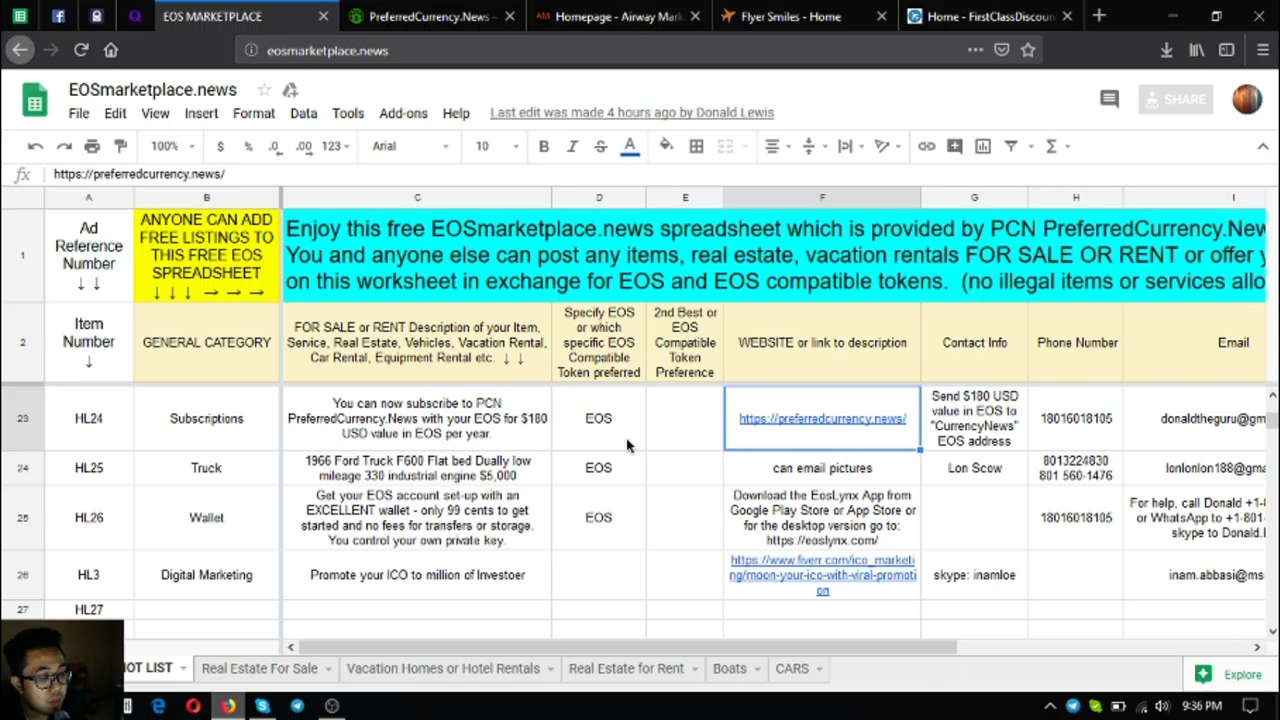 EOS MARKETPLACE
PreferredCurrency.News –
Homepage - Airway Mark
Flyer Smiles - Home
Home - FirstClassDiscoun
eosmarketplace.news
EOSmarketplace.news
File Edit View Insert Format Data Tools Add-ons Help Last edit was made 4 hours ago by Donald Lewis
SHARE
100% $ % .0 .00 123 Arial 10 B I S A
fx https://preferredcurrency.news/
A B C D E F G H I
1
Ad
Reference
Number
↓ ↓
ANYONE CAN ADD
FREE LISTINGS TO
THIS FREE EOS
SPREADSHEET
↓ ↓ ↓ → → →
Enjoy this free EOSmarketplace.news spreadsheet which is provided by PCN PreferredCurrency.New
You and anyone else can post any items, real estate, vacation rentals FOR SALE OR RENT or offer y
on this worksheet in exchange for EOS and EOS compatible tokens. (no illegal items or services allo
2
Item
Number
↓
GENERAL CATEGORY
FOR SALE or RENT Description of your Item,
Service, Real Estate, Vehicles, Vacation Rental,
Car Rental, Equipment Rental etc. ↓ ↓
Specify EOS
or which
specific EOS
Compatible
Token preferred
2nd Best or
EOS
Compatible
Token
Preference
WEBSITE or link to description
Contact Info
Phone Number
Email
23
HL24
Subscriptions
You can now subscribe to PCN
PreferredCurrency.News with your EOS for $180
USD value in EOS per year.
EOS
https://preferredcurrency.news/
Send $180 USD
value in EOS to
"CurrencyNews"
EOS address
18016018105
donaldtheguru@gm
24
HL25
Truck
1966 Ford Truck F600 Flat bed Dually low
mileage 330 industrial engine $5,000
EOS
can email pictures
Lon Scow
8013224830
801 560-1476
lonlonlon188@gma
25
HL26
Wallet
Get your EOS account set-up with an
EXCELLENT wallet - only 99 cents to get
started and no fees for transfers or storage.
You control your own private key.
EOS
Download the EosLynx App from
Google Play Store or App Store or
for the desktop version go to:
https://eoslynx.com/
18016018105
For help, call Donald +1-8
or WhatsApp to +1-801-
skype to Donald.l
26
HL3
Digital Marketing
Promote your ICO to million of Investoer
https://www.fiverr.com/ico_marketi
ng/moon-your-ico-with-viral-promoti
on
skype: inamloe
inam.abbasi@ms
27
HL27
HOT LIST Real Estate For Sale Vacation Homes or Hotel Rentals Real Estate for Rent Boats CARS Explore
9:36 PM